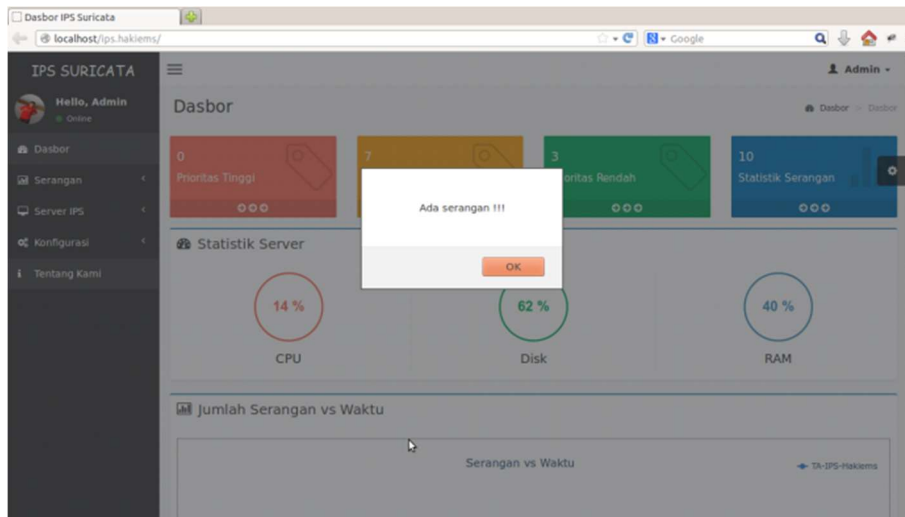 Dasbor IPS Suricata
localhost/ips.hakiems/
Google
IPS SURICATA
Admin
Hello, Admin
Online
Dasbor
Dasbor > Dasbor
Dasbor
Serangan
Server IPS
Konfigurasi
Tentang Kami
0
Prioritas Tinggi
7
3
oritas Rendah
10
Statistik Serangan
Ada serangan !!!
OK
Statistik Server
14 %
CPU
62 %
Disk
40 %
RAM
Jumlah Serangan vs Waktu
Serangan vs Waktu
TA-IPS-Hakiems